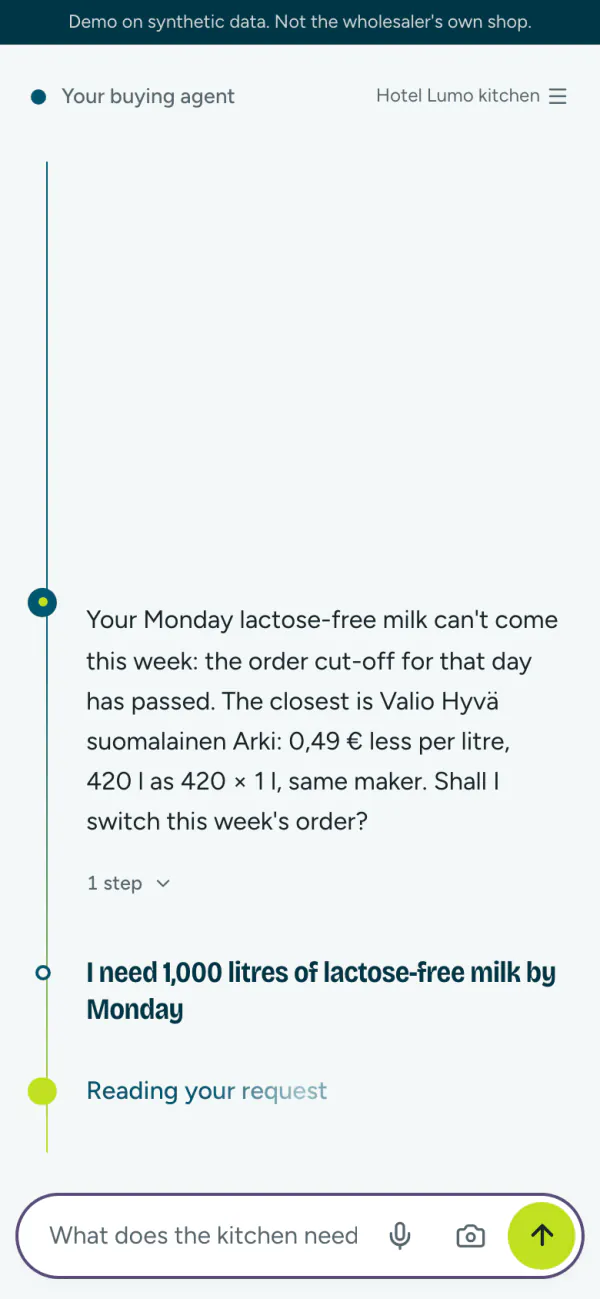 Demo on synthetic data. Not the wholesaler's own shop.
Your buying agent
Hotel Lumo kitchen
Your Monday lactose-free milk can't come
this week: the order cut-off for that day
has passed. The closest is Valio Hyvä
suomalainen Arki: 0,49 € less per litre,
420 l as 420 × 1 l, same maker. Shall I
switch this week's order?
1 step
I need 1,000 litres of lactose-free milk by
Monday
Reading your request
What does the kitchen need